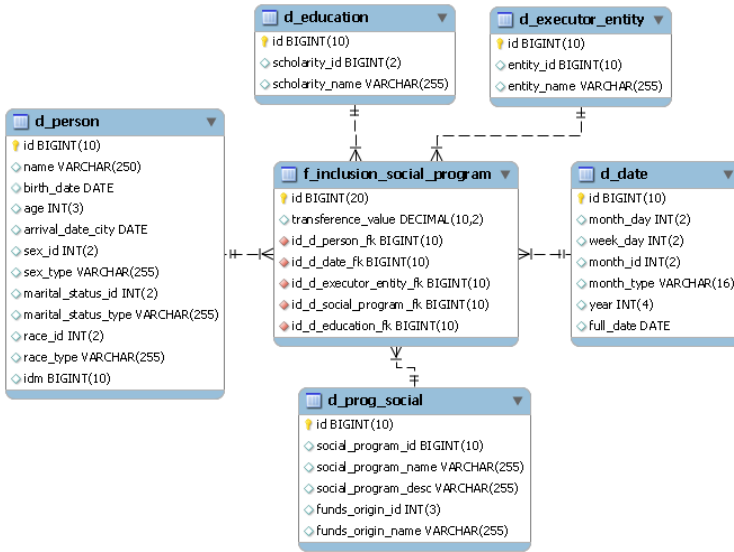 d_education
id BIGINT(10)
scholarity_id BIGINT(2)
scholarity_name VARCHAR(255)
d_executor_entity
id BIGINT(10)
entity_id BIGINT(10)
entity_name VARCHAR(255)
d_person
id BIGINT(10)
name VARCHAR(250)
birth_date DATE
age INT(3)
arrival_date_city DATE
sex_id INT(2)
sex_type VARCHAR(255)
marital_status_id INT(2)
marital_status_type VARCHAR(255)
race_id INT(2)
race_type VARCHAR(255)
idm BIGINT(10)
f_inclusion_social_program
id BIGINT(20)
transference_value DECIMAL(10,2)
id_d_person_fk BIGINT(10)
id_d_date_fk BIGINT(10)
id_d_executor_entity_fk BIGINT(10)
id_d_social_program_fk BIGINT(10)
id_d_education_fk BIGINT(10)
d_date
id BIGINT(10)
month_day INT(2)
week_day INT(2)
month_id INT(2)
month_type VARCHAR(16)
year INT(4)
full_date DATE
d_prog_social
id BIGINT(10)
social_program_id BIGINT(10)
social_program_name VARCHAR(255)
social_program_desc VARCHAR(255)
funds_origin_id INT(3)
funds_origin_name VARCHAR(255)